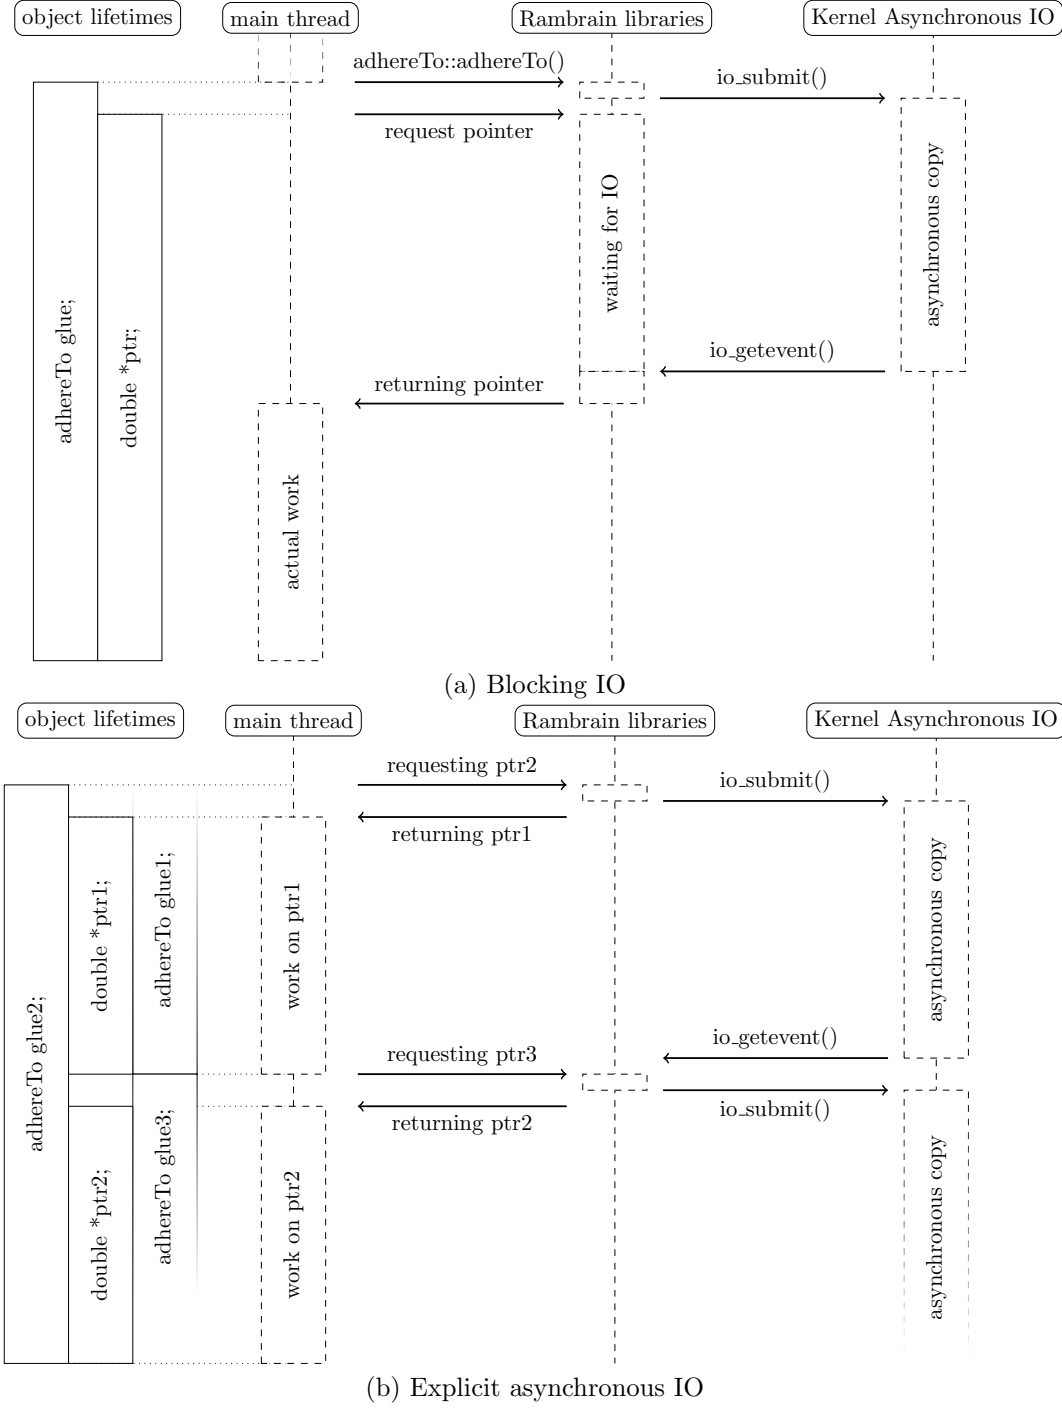 object lifetimes
main thread
Rambrain libraries
Kernel Asynchronous IO
adhereTo::adhereTo()
io_submit()
request pointer
adhereTo glue;
double *ptr;
waiting for IO
asynchronous copy
io_getevent()
returning pointer
actual work
(a) Blocking IO
object lifetimes
main thread
Rambrain libraries
Kernel Asynchronous IO
requesting ptr2
io_submit()
returning ptr1
adhereTo glue2;
double *ptr1;
adhereTo glue1;
work on ptr1
asynchronous copy
io_getevent()
requesting ptr3
io_submit()
returning ptr2
double *ptr2;
adhereTo glue3;
work on ptr2
asynchronous copy
(b) Explicit asynchronous IO